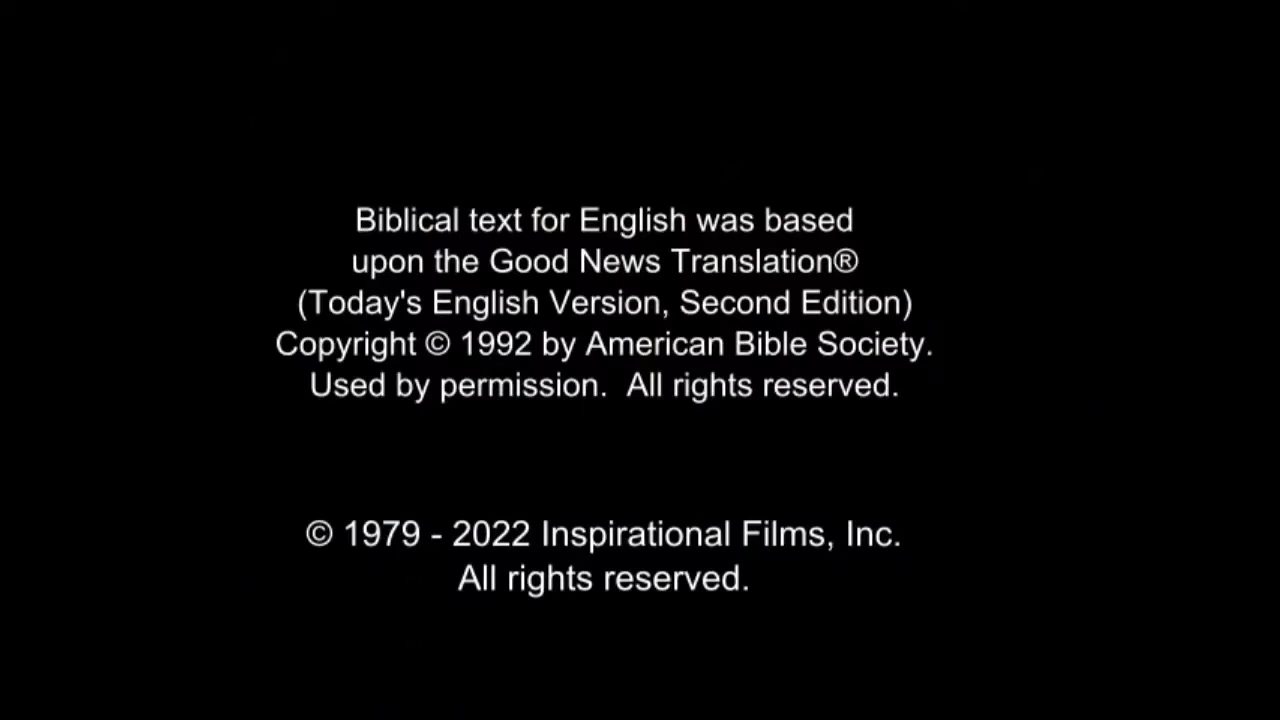 Biblical text for English was based
upon the Good News Translation®
(Today's English Version, Second Edition)
Copyright © 1992 by American Bible Society.
Used by permission.  All rights reserved.
© 1979 - 2022 Inspirational Films, Inc.
All rights reserved.